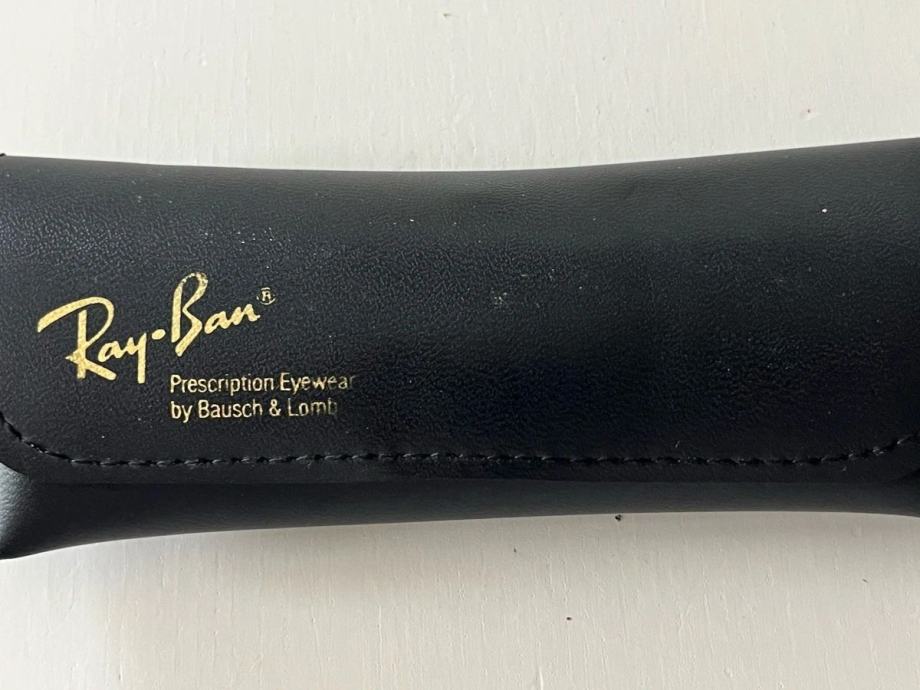 Ray•Ban®
Prescription Eyewear
by Bausch & Lomb